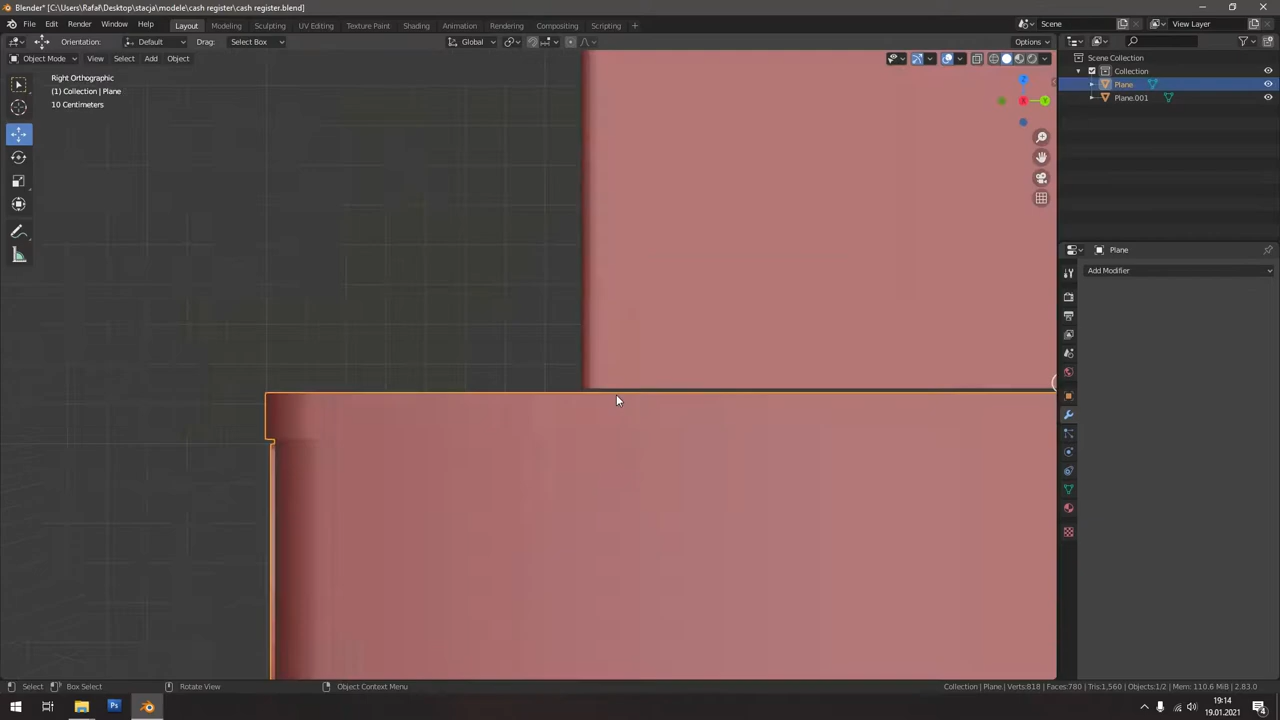 Blender* [C:\Users\Rafał\Desktop\stacja\modele\cash register\cash register.blend]
File Edit Render Window Help Layout Modeling Sculpting UV Editing Texture Paint Shading Animation Rendering Compositing Scripting + Scene View Layer
Orientation: Default Drag: Select Box Global Options
Object Mode View Select Add Object
Scene Collection
Collection
Plane
Plane.001
Right Orthographic
(1) Collection | Plane
10 Centimeters
X
Y
Z
Plane
Add Modifier
Select Box Select Rotate View Object Context Menu Collection | Plane | Verts:818 | Faces:780 | Tris:1,560 | Objects:1/2 | Mem: 110.6 MiB | 2.83.0
Ps
19:14
19.01.2021
4